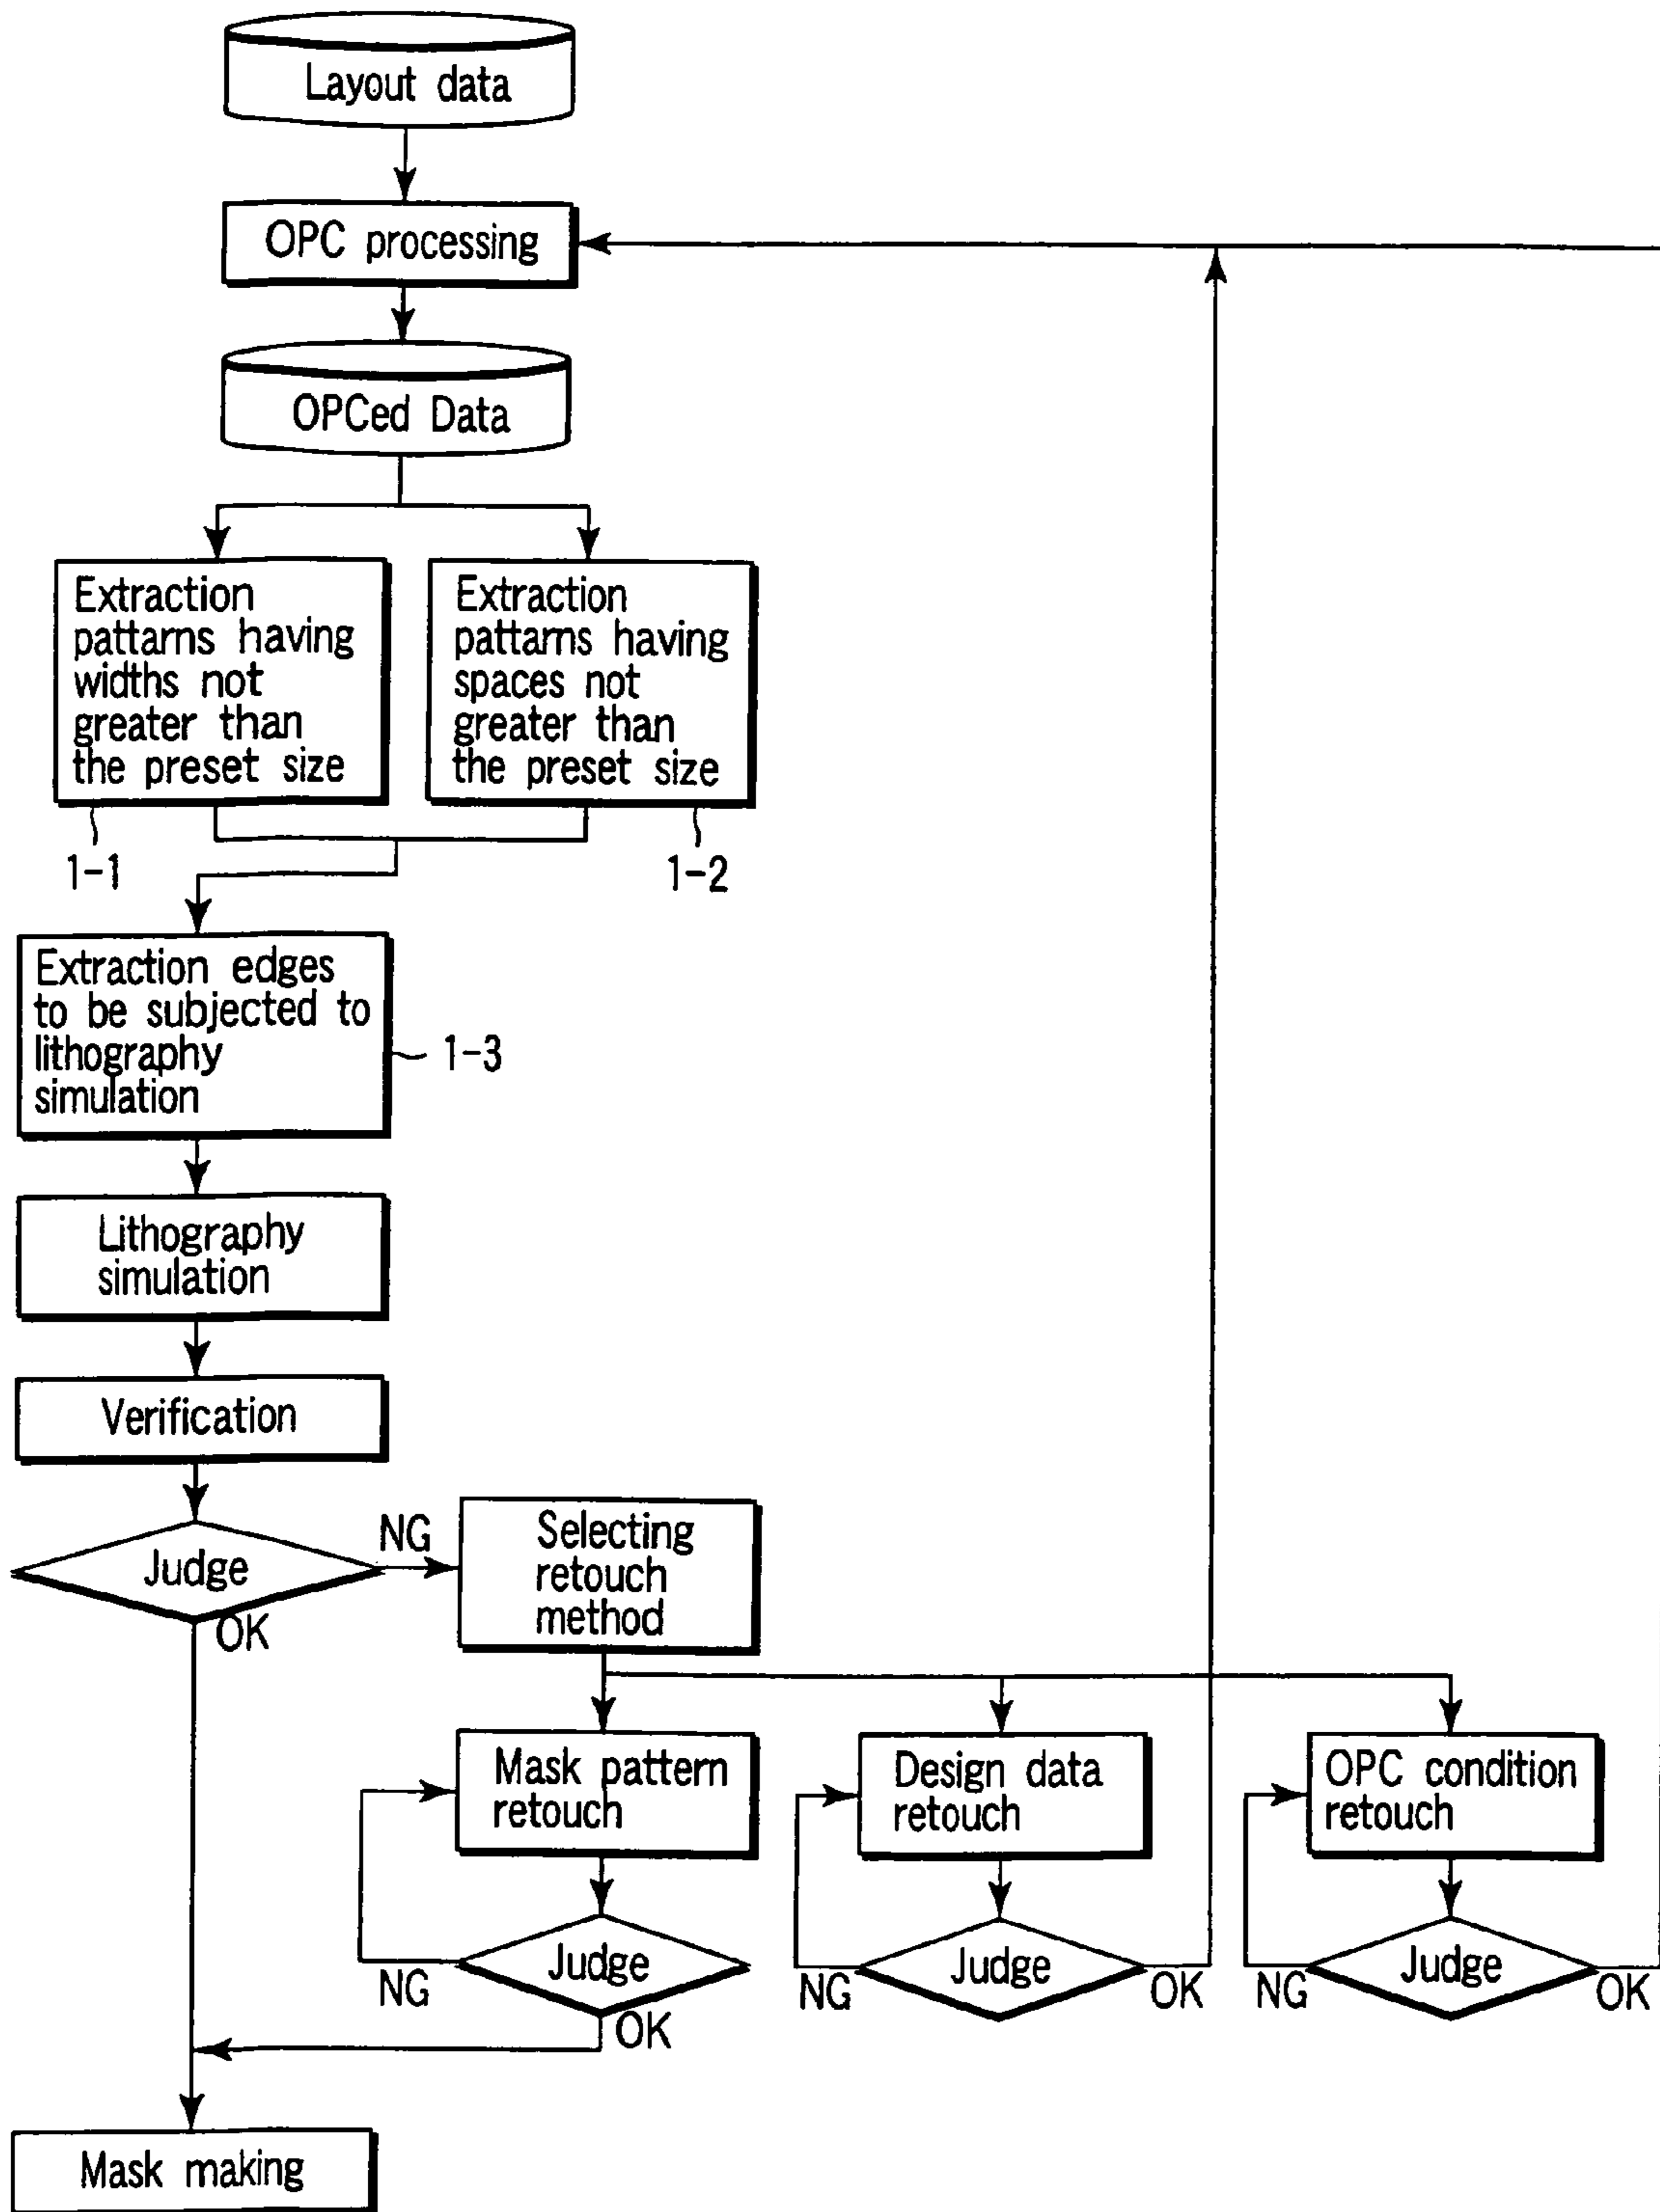 Layout data
OPC processing
OPCed Data
Extraction
pattarns having
widths not
greater than
the preset size
Extraction
pattarns having
spaces not
greater than
the preset size
1-1
1-2
Extraction edges
to be subjected to
lithography
simulation
1-3
Lithography
simulation
Verification
Judge
NG
OK
Selecting
retouch
method
Mask pattern
retouch
Design data
retouch
OPC condition
retouch
Judge
NG
OK
Judge
NG
OK
Judge
NG
OK
Mask making